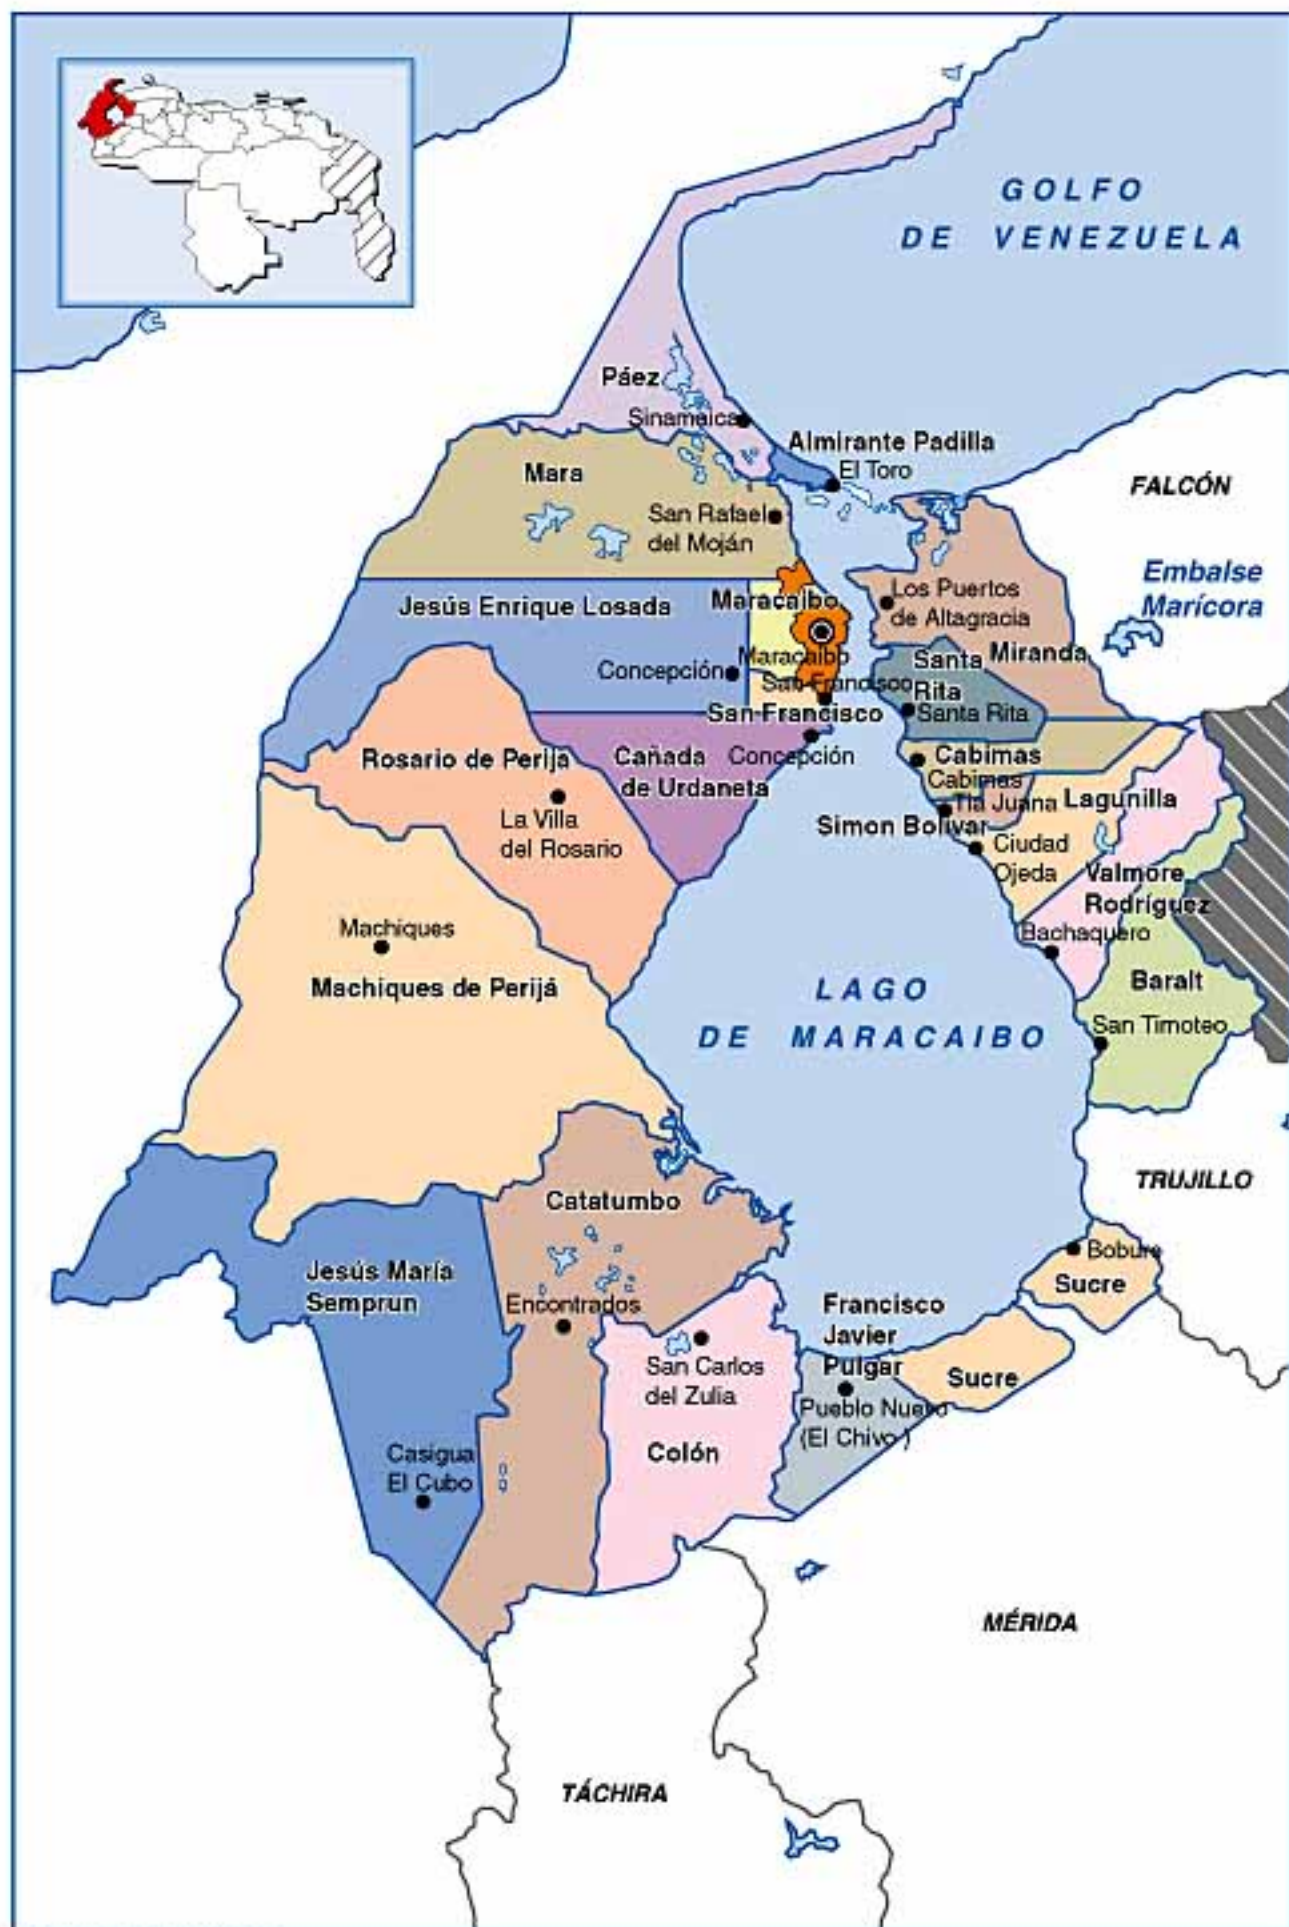 GOLFO
DE VENEZUELA
Páez
Sinamaica
Almirante Padilla
El Toro
Mara
FALCÓN
San Rafael
del Moján
Embalse
Marícora
Jesús Enrique Losada
Maracaibo
Los Puertos
de Altagracia
Maracaibo
Santa
Rita
Miranda
Concepción
San Francisco
San Francisco
Santa Rita
Rosario de Perijá
Cañada
de Urdaneta
Concepción
Cabimas
Cabimas
La Villa
del Rosario
Tía Juana
Lagunilla
Simon Bolívar
Ciudad
Ojeda
Valmore
Rodríguez
Machiques
Bachaquero
Machiques de Perijá
LAGO
DE MARACAIBO
Baralt
San Timoteo
TRUJILLO
Catatumbo
Bobure
Sucre
Jesús María
Semprun
Encontrados
Francisco
Javier
Pulgar
San Carlos
del Zulia
Sucre
Pueblo Nuevo
(El Chivo)
Colón
Casigua
El Cubo
MÉRIDA
TÁCHIRA